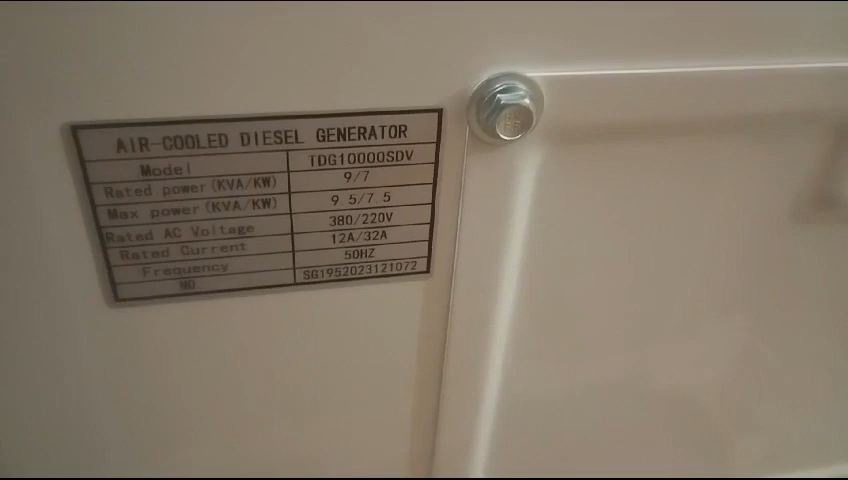 AIR-COOLED DIESEL GENERATOR
Model TDG10000SDV
Rated power(KVA/KW) 9/7
Max power(KVA/KW) 9 5/7.5
Rated AC Voltage 380/220V
Rated Current 12A/32A
Frequency 50HZ
NO SG1952023121072